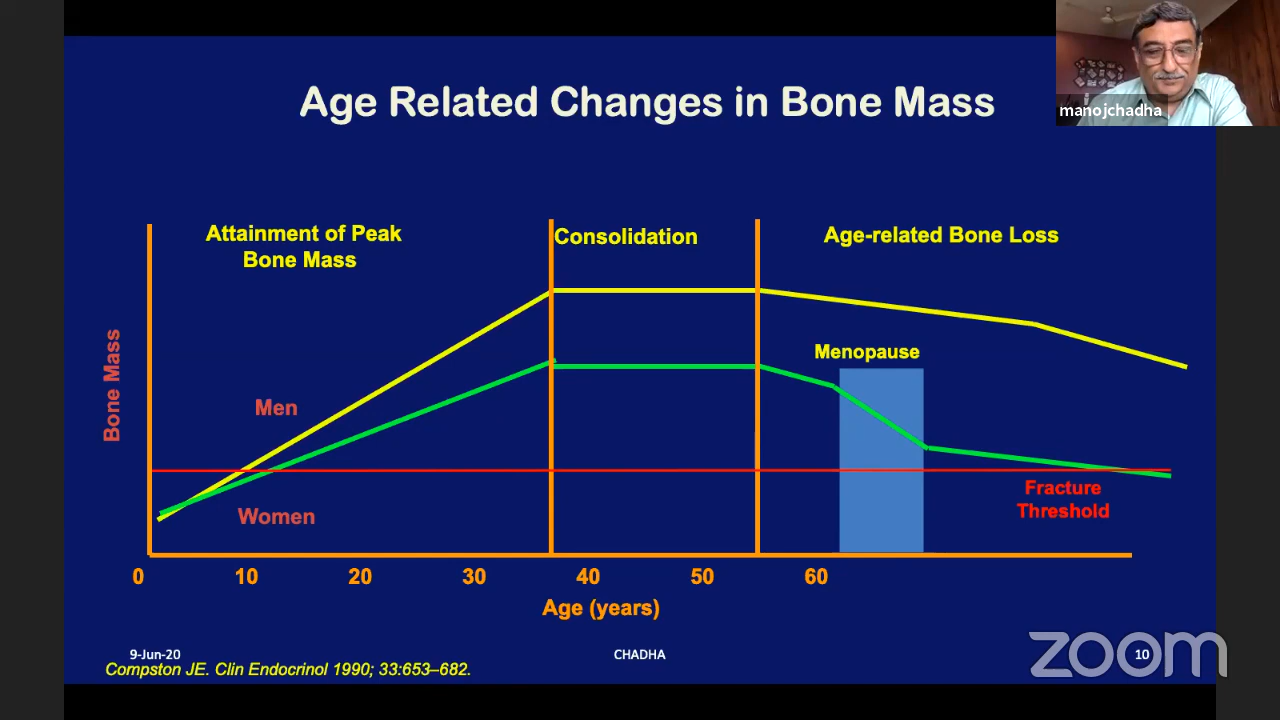 Age Related Changes in Bone Mass
manojchadha
Attainment of Peak
Bone Mass
Consolidation
Age-related Bone Loss
Menopause
Bone Mass
Men
Women
Fracture
Threshold
0 10 20 30 40 50 60
Age (years)
9-Jun-20
CHADHA
10
Compston JE. Clin Endocrinol 1990; 33:653–682.
zoom